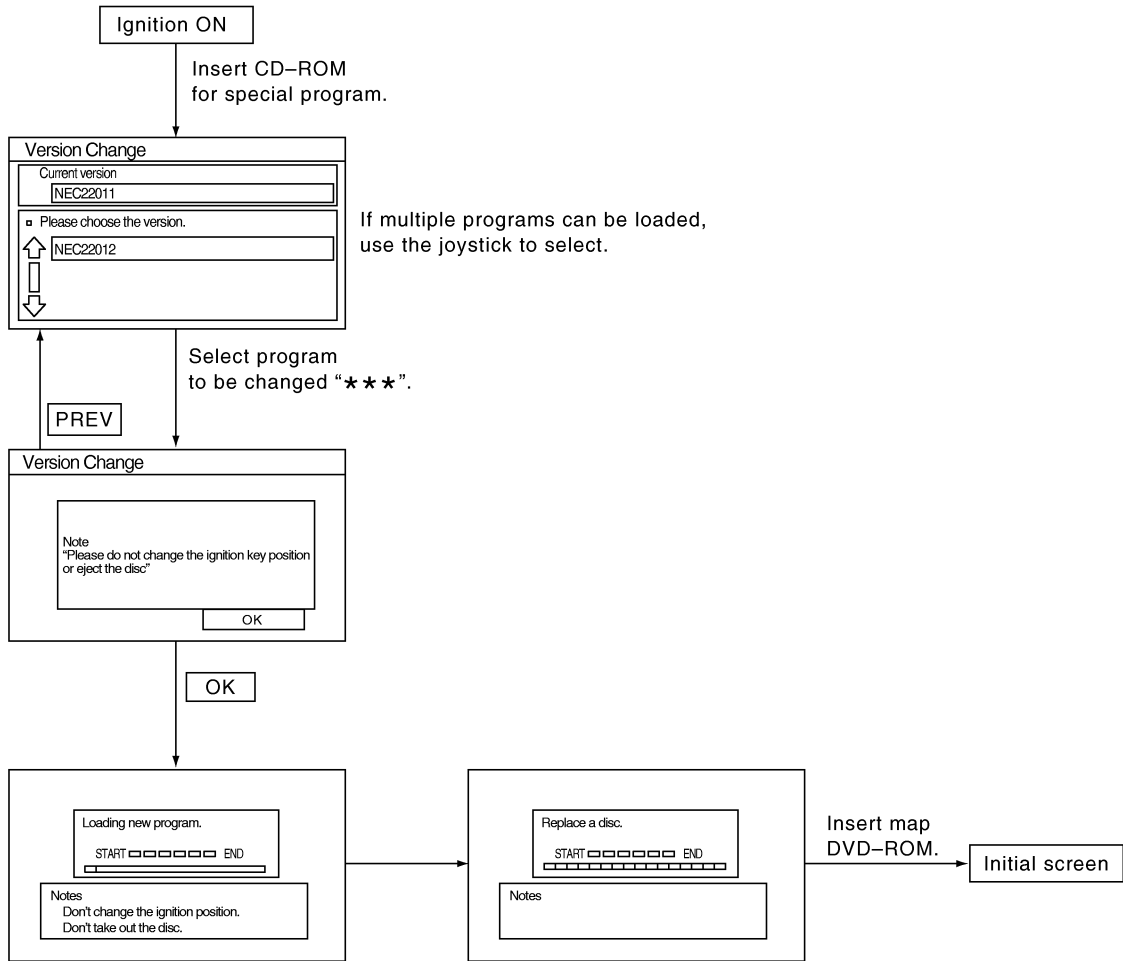 Ignition ON
Insert CD–ROM
for special program.
Version Change
Current version
NEC22011
Please choose the version.
NEC22012
If multiple programs can be loaded,
use the joystick to select.
Select program
to be changed “★★★”.
PREV
Version Change
Note
“Please do not change the ignition key position
or eject the disc”
OK
OK
Loading new program.
START END
Notes
Don't change the ignition position.
Don't take out the disc.
Replace a disc.
START END
Notes
Insert map
DVD–ROM.
Initial screen